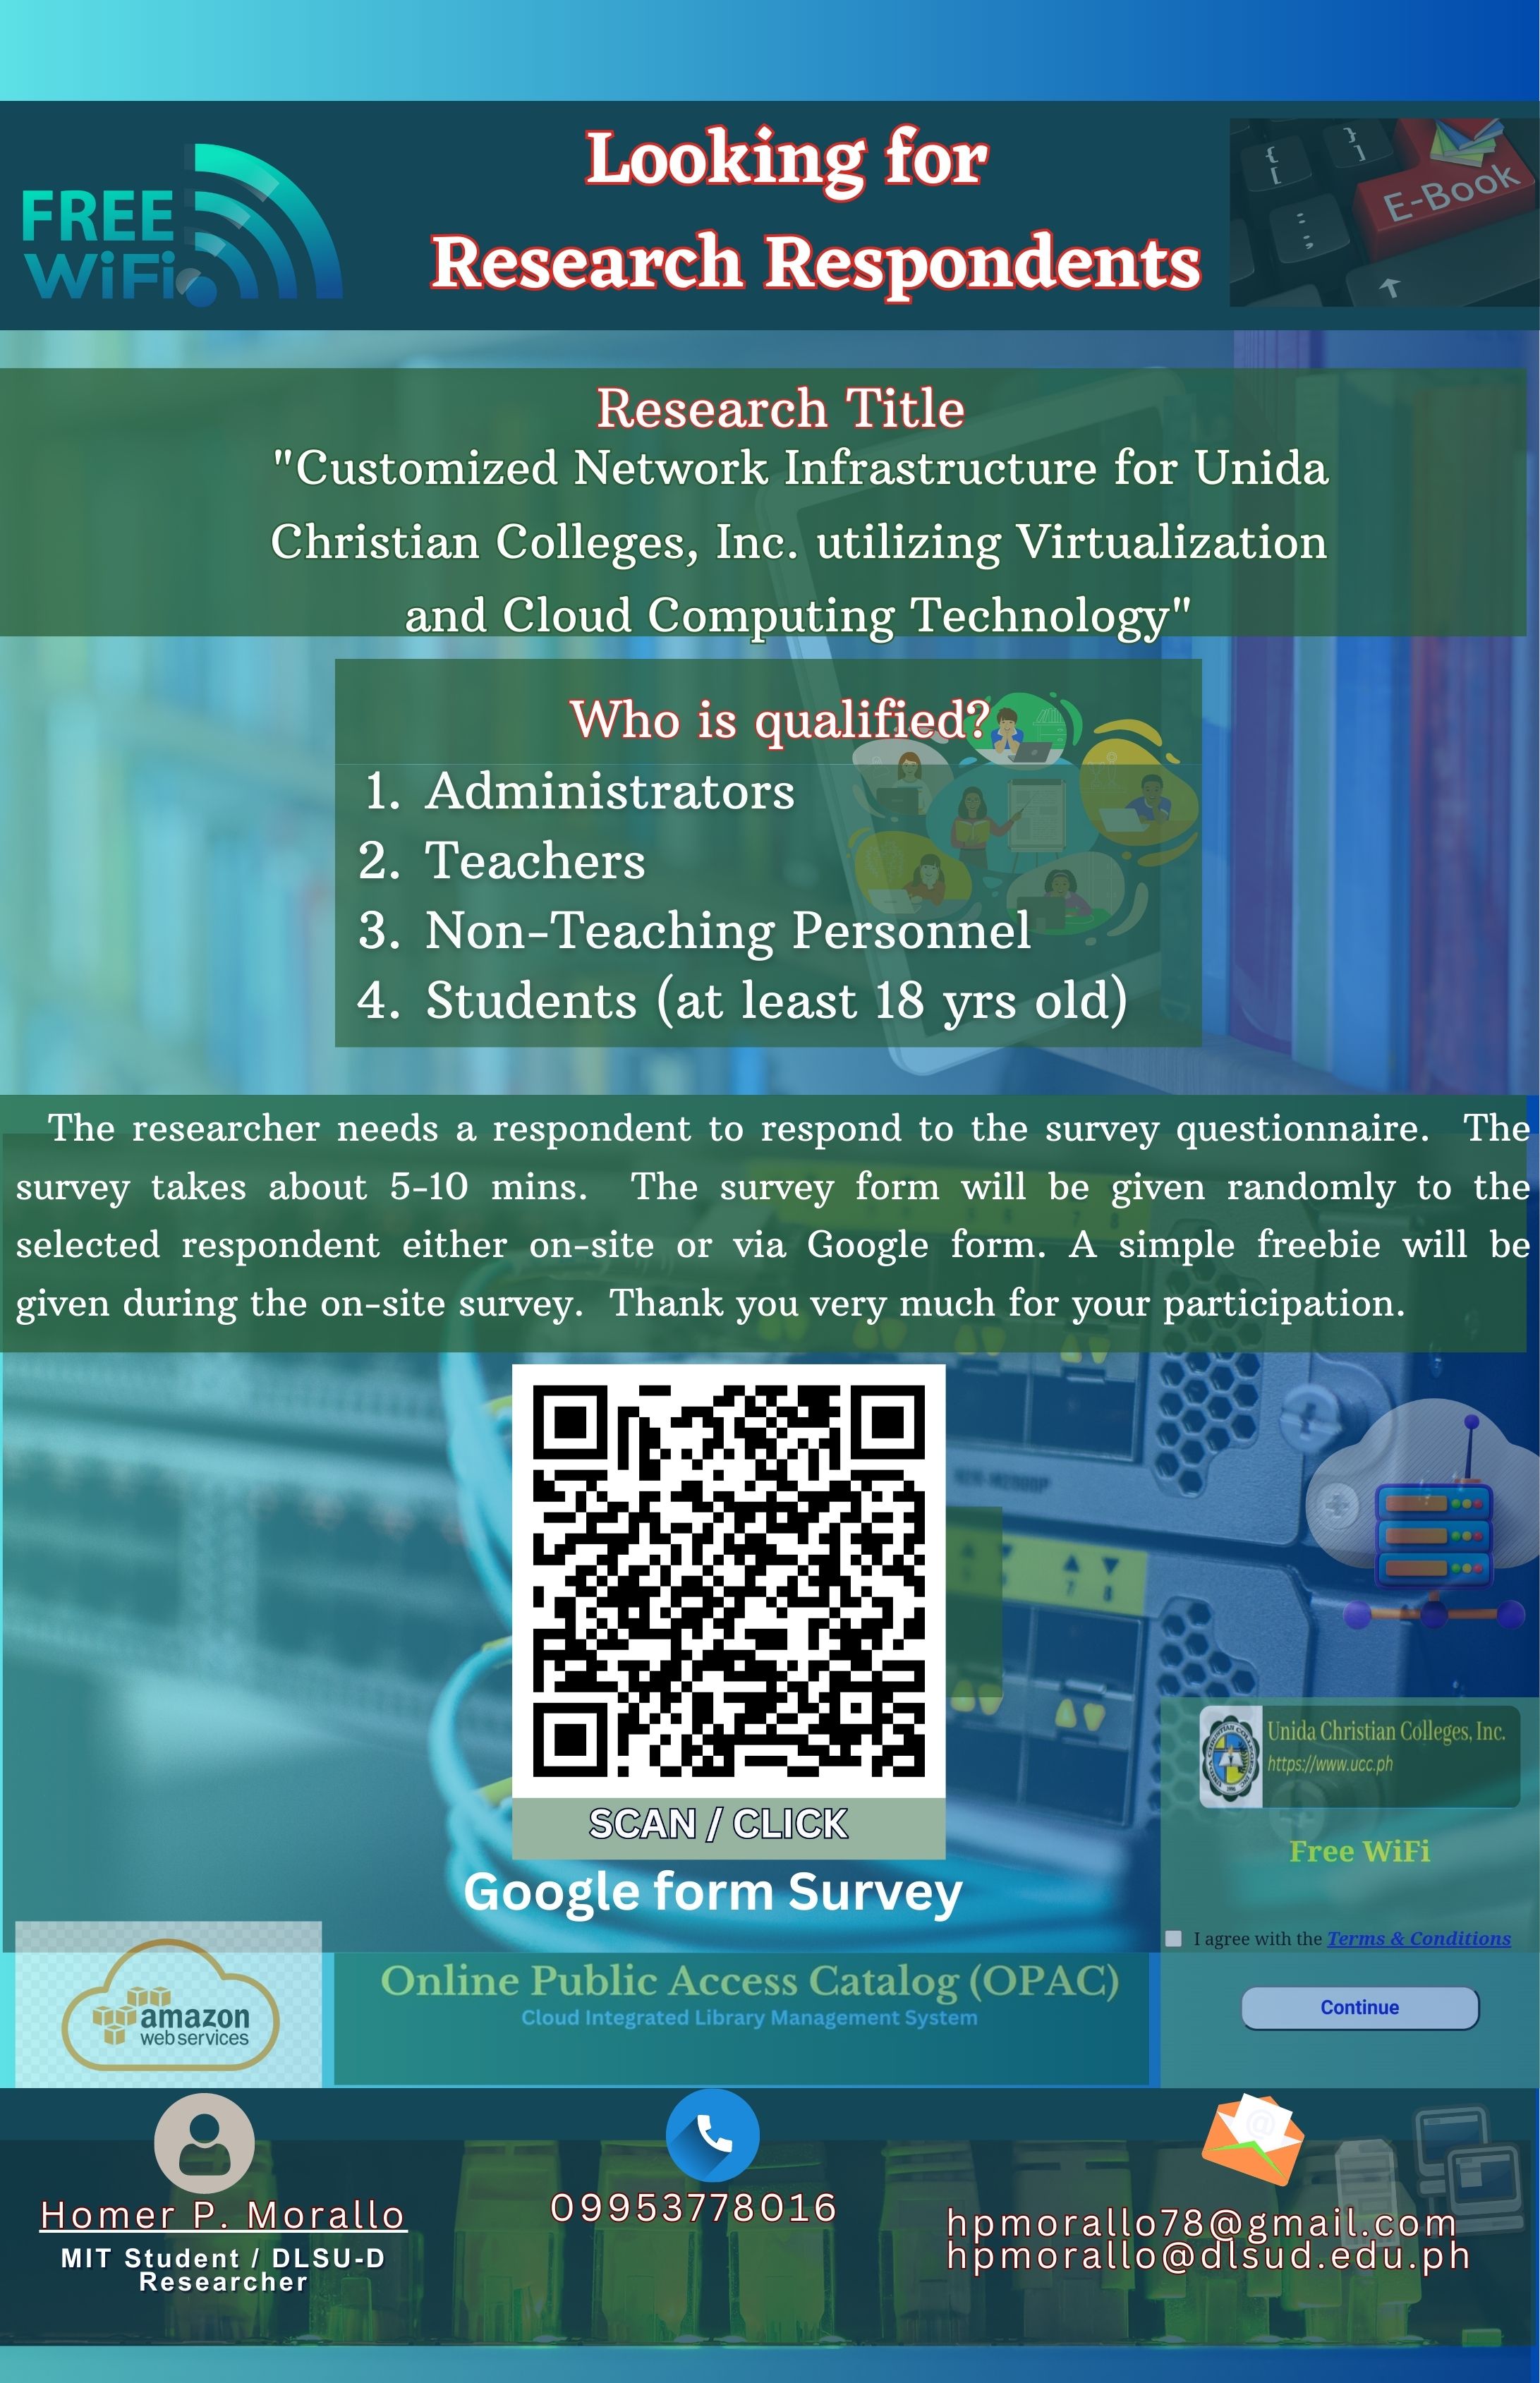 FREE
WiFi
Looking for
Research Respondents
E-Book
Research Title
"Customized Network Infrastructure for Unida
Christian Colleges, Inc. utilizing Virtualization
and Cloud Computing Technology"
Who is qualified?
1. Administrators
2. Teachers
3. Non-Teaching Personnel
4. Students (at least 18 yrs old)
The researcher needs a respondent to respond to the survey questionnaire. The
survey takes about 5-10 mins. The survey form will be given randomly to the
selected respondent either on-site or via Google form. A simple freebie will be
given during the on-site survey. Thank you very much for your participation.
7 8
SCAN / CLICK
Google form Survey
Unida Christian Colleges, Inc.
https://www.ucc.ph
Free WiFi
I agree with the Terms & Conditions
Continue
amazon
web services
Online Public Access Catalog (OPAC)
Cloud Integrated Library Management System
Homer P. Morallo
MIT Student / DLSU-D
Researcher
09953778016
hpmorallo78@gmail.com
hpmorallo@dlsud.edu.ph